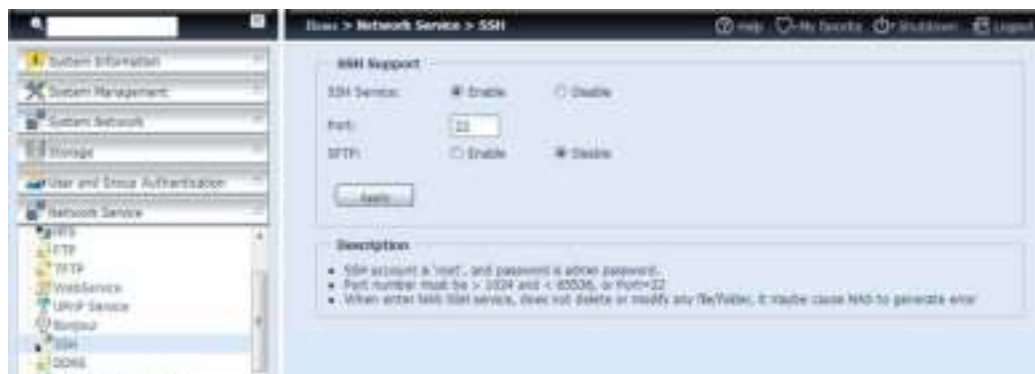 Home > Network Service > SSH
Help My favorite Shutdown Logout
System Information
System Management
System Network
Storage
User and Group Authentication
Network Service
NFS
FTP
TFTP
WebService
UPnP Service
Bonjour
SSH
DDNS
SSH Support
SSH Service: Enable Disable
Port: 22
SFTP: Enable Disable
Apply
Description
SSH account is 'root', and password is admin password.
Port number must be > 1024 and < 65536, or Port=22
When enter NAS SSH service, does not delete or modify any file/folder, it maybe cause NAS to generate error